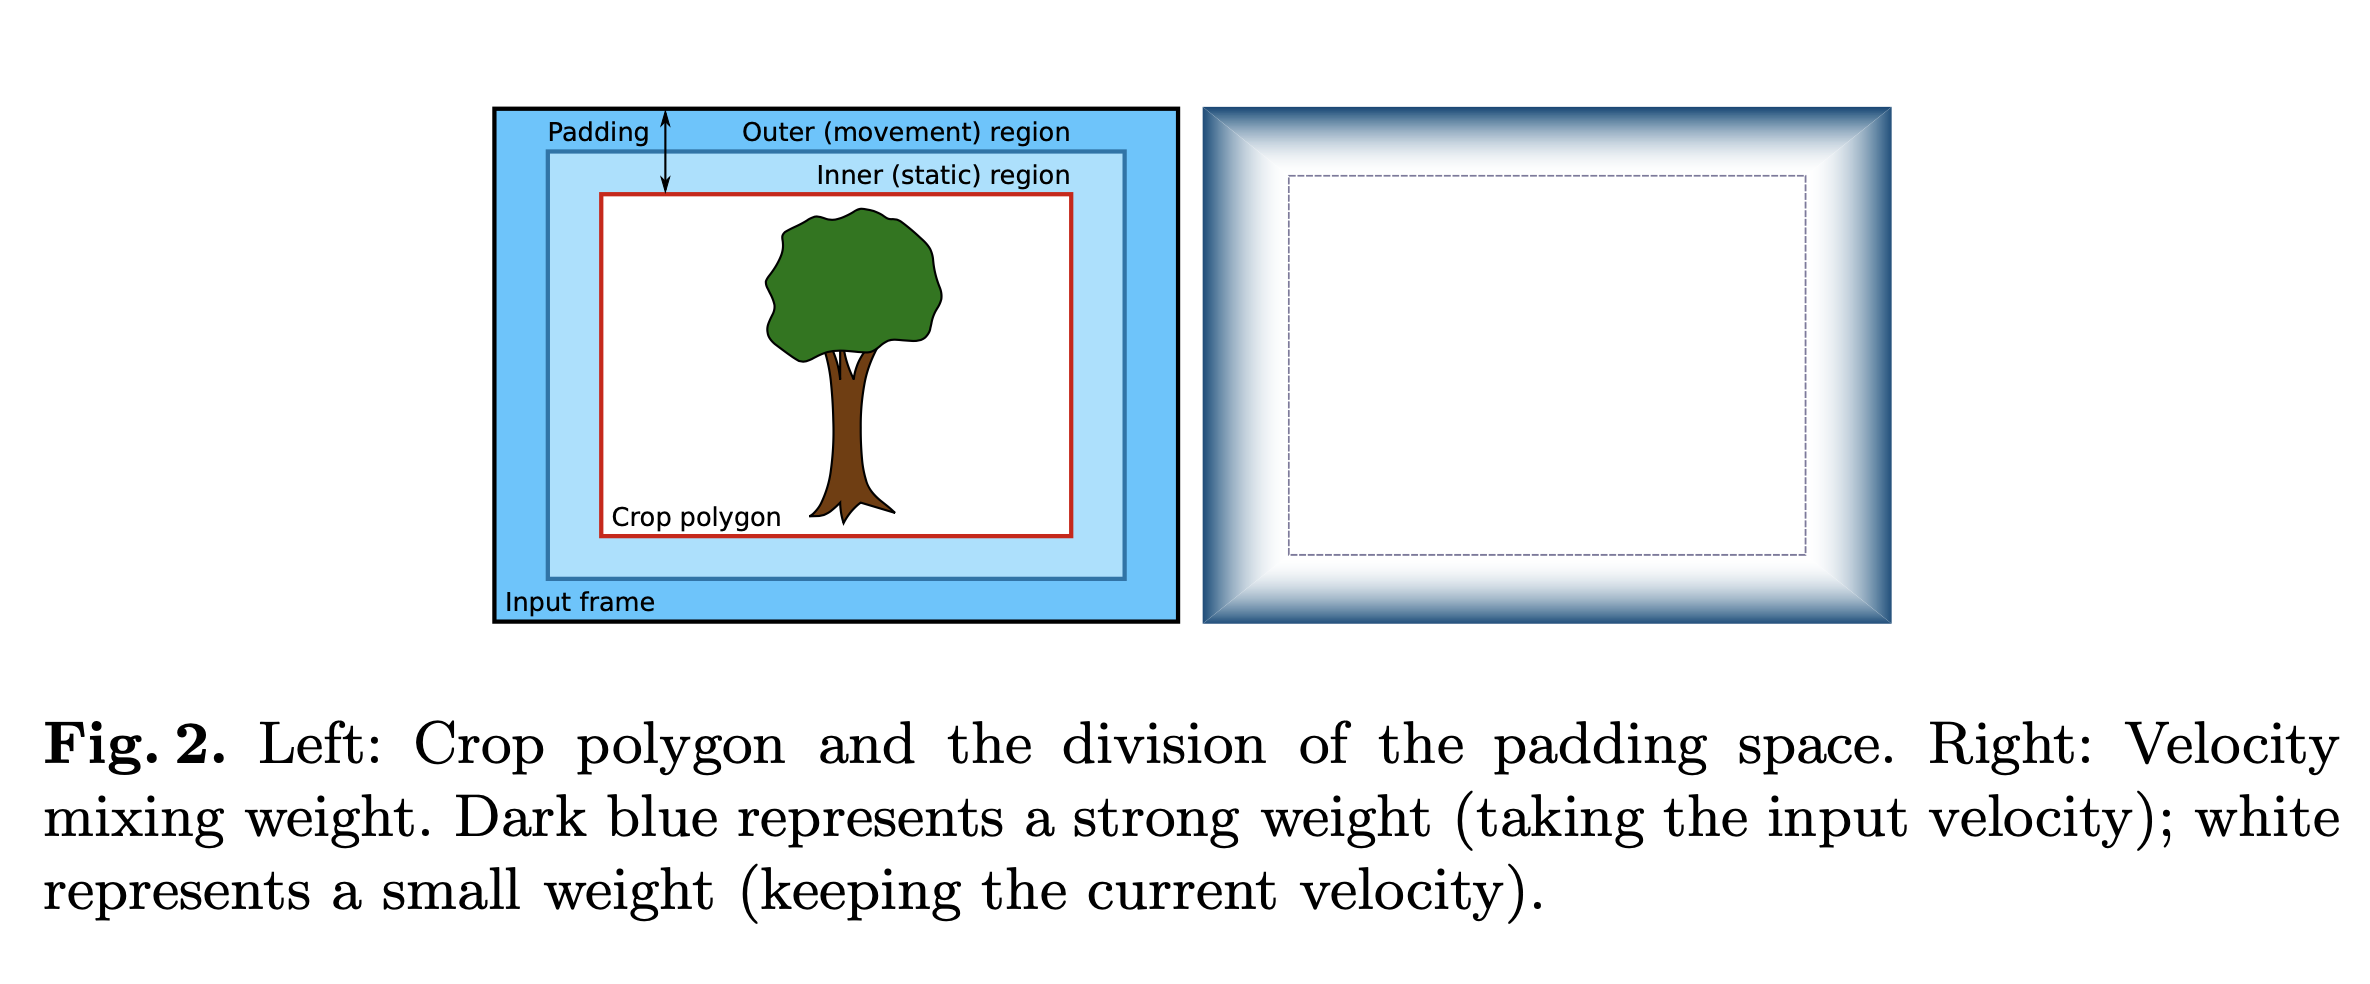 Padding
Outer (movement) region
Inner (static) region
Crop polygon
Input frame
Fig. 2. Left: Crop polygon and the division of the padding space. Right: Velocity
mixing weight. Dark blue represents a strong weight (taking the input velocity); white
represents a small weight (keeping the current velocity).